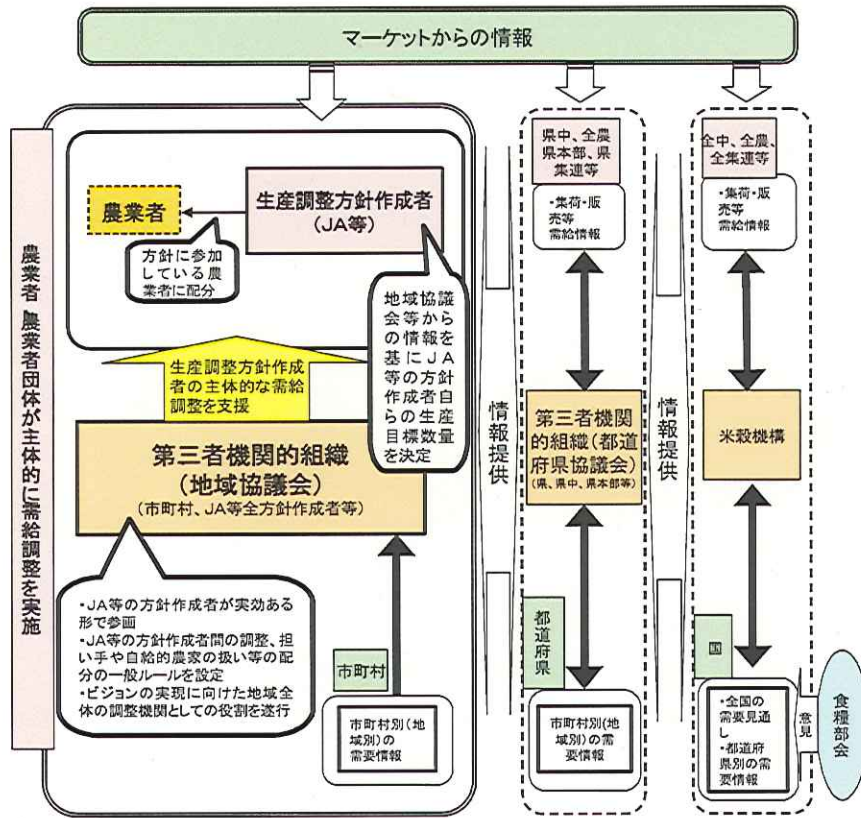 マーケットからの情報
農業者・農業者団体が主体的に需給調整を実施
農業者
生産調整方針作成者
(JA等)
方針に参加
している農
業者に配分
地域協議
会等から
の情報を
基にJA
等の方針
作成者自
らの生産
目標数量
を決定
生産調整方針作成
者の主体的な需給
調整を支援
第三者機関的組織
(地域協議会)
(市町村、JA等全方針作成者等)
・JA等の方針作成者が実効ある
形で参画
・JA等の方針作成者間の調整、担
い手や自給的農家の扱い等の配
分の一般ルールを設定
・ビジョンの実現に向けた地域全
体の調整機関としての役割を遂行
市町村
市町村別(地
域別)の
需要情報
情報提供
県中、全農
県本部、県
集連等
・集荷・販
売等
需給情報
第三者機関
的組織(都道
府県協議会)
(県、県中、県本部等)
都道府県
市町村別(地
域別)の需
要情報
情報提供
全中、全農、
全集連等
・集荷・販
売等
需給情報
米穀機構
国
・全国の
需要見通
し
・都道府
県別の需
要情報
意見
食糧部会